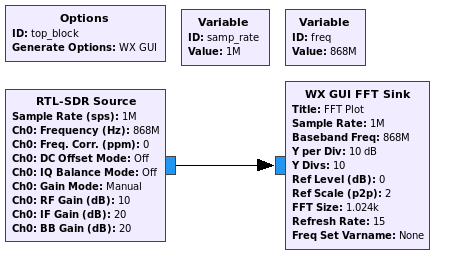 Options
ID: top_block
Generate Options: WX GUI
Variable
ID: samp_rate
Value: 1M
Variable
ID: freq
Value: 868M
RTL-SDR Source
Sample Rate (sps): 1M
Ch0: Frequency (Hz): 868M
Ch0: Freq. Corr. (ppm): 0
Ch0: DC Offset Mode: Off
Ch0: IQ Balance Mode: Off
Ch0: Gain Mode: Manual
Ch0: RF Gain (dB): 10
Ch0: IF Gain (dB): 20
Ch0: BB Gain (dB): 20
WX GUI FFT Sink
Title: FFT Plot
Sample Rate: 1M
Baseband Freq: 868M
Y per Div: 10 dB
Y Divs: 10
Ref Level (dB): 0
Ref Scale (p2p): 2
FFT Size: 1.024k
Refresh Rate: 15
Freq Set Varname: None